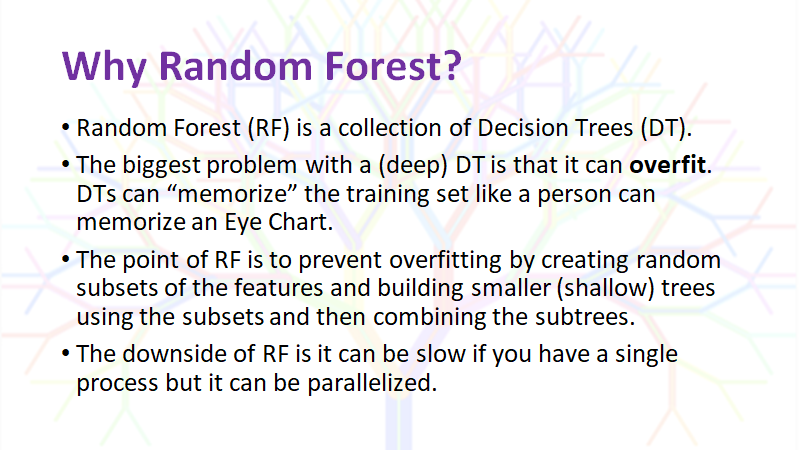 Why Random Forest?
• Random Forest (RF) is a collection of Decision Trees (DT).
• The biggest problem with a (deep) DT is that it can overfit.
DTs can “memorize” the training set like a person can
memorize an Eye Chart.
• The point of RF is to prevent overfitting by creating random
subsets of the features and building smaller (shallow) trees
using the subsets and then combining the subtrees.
• The downside of RF is it can be slow if you have a single
process but it can be parallelized.